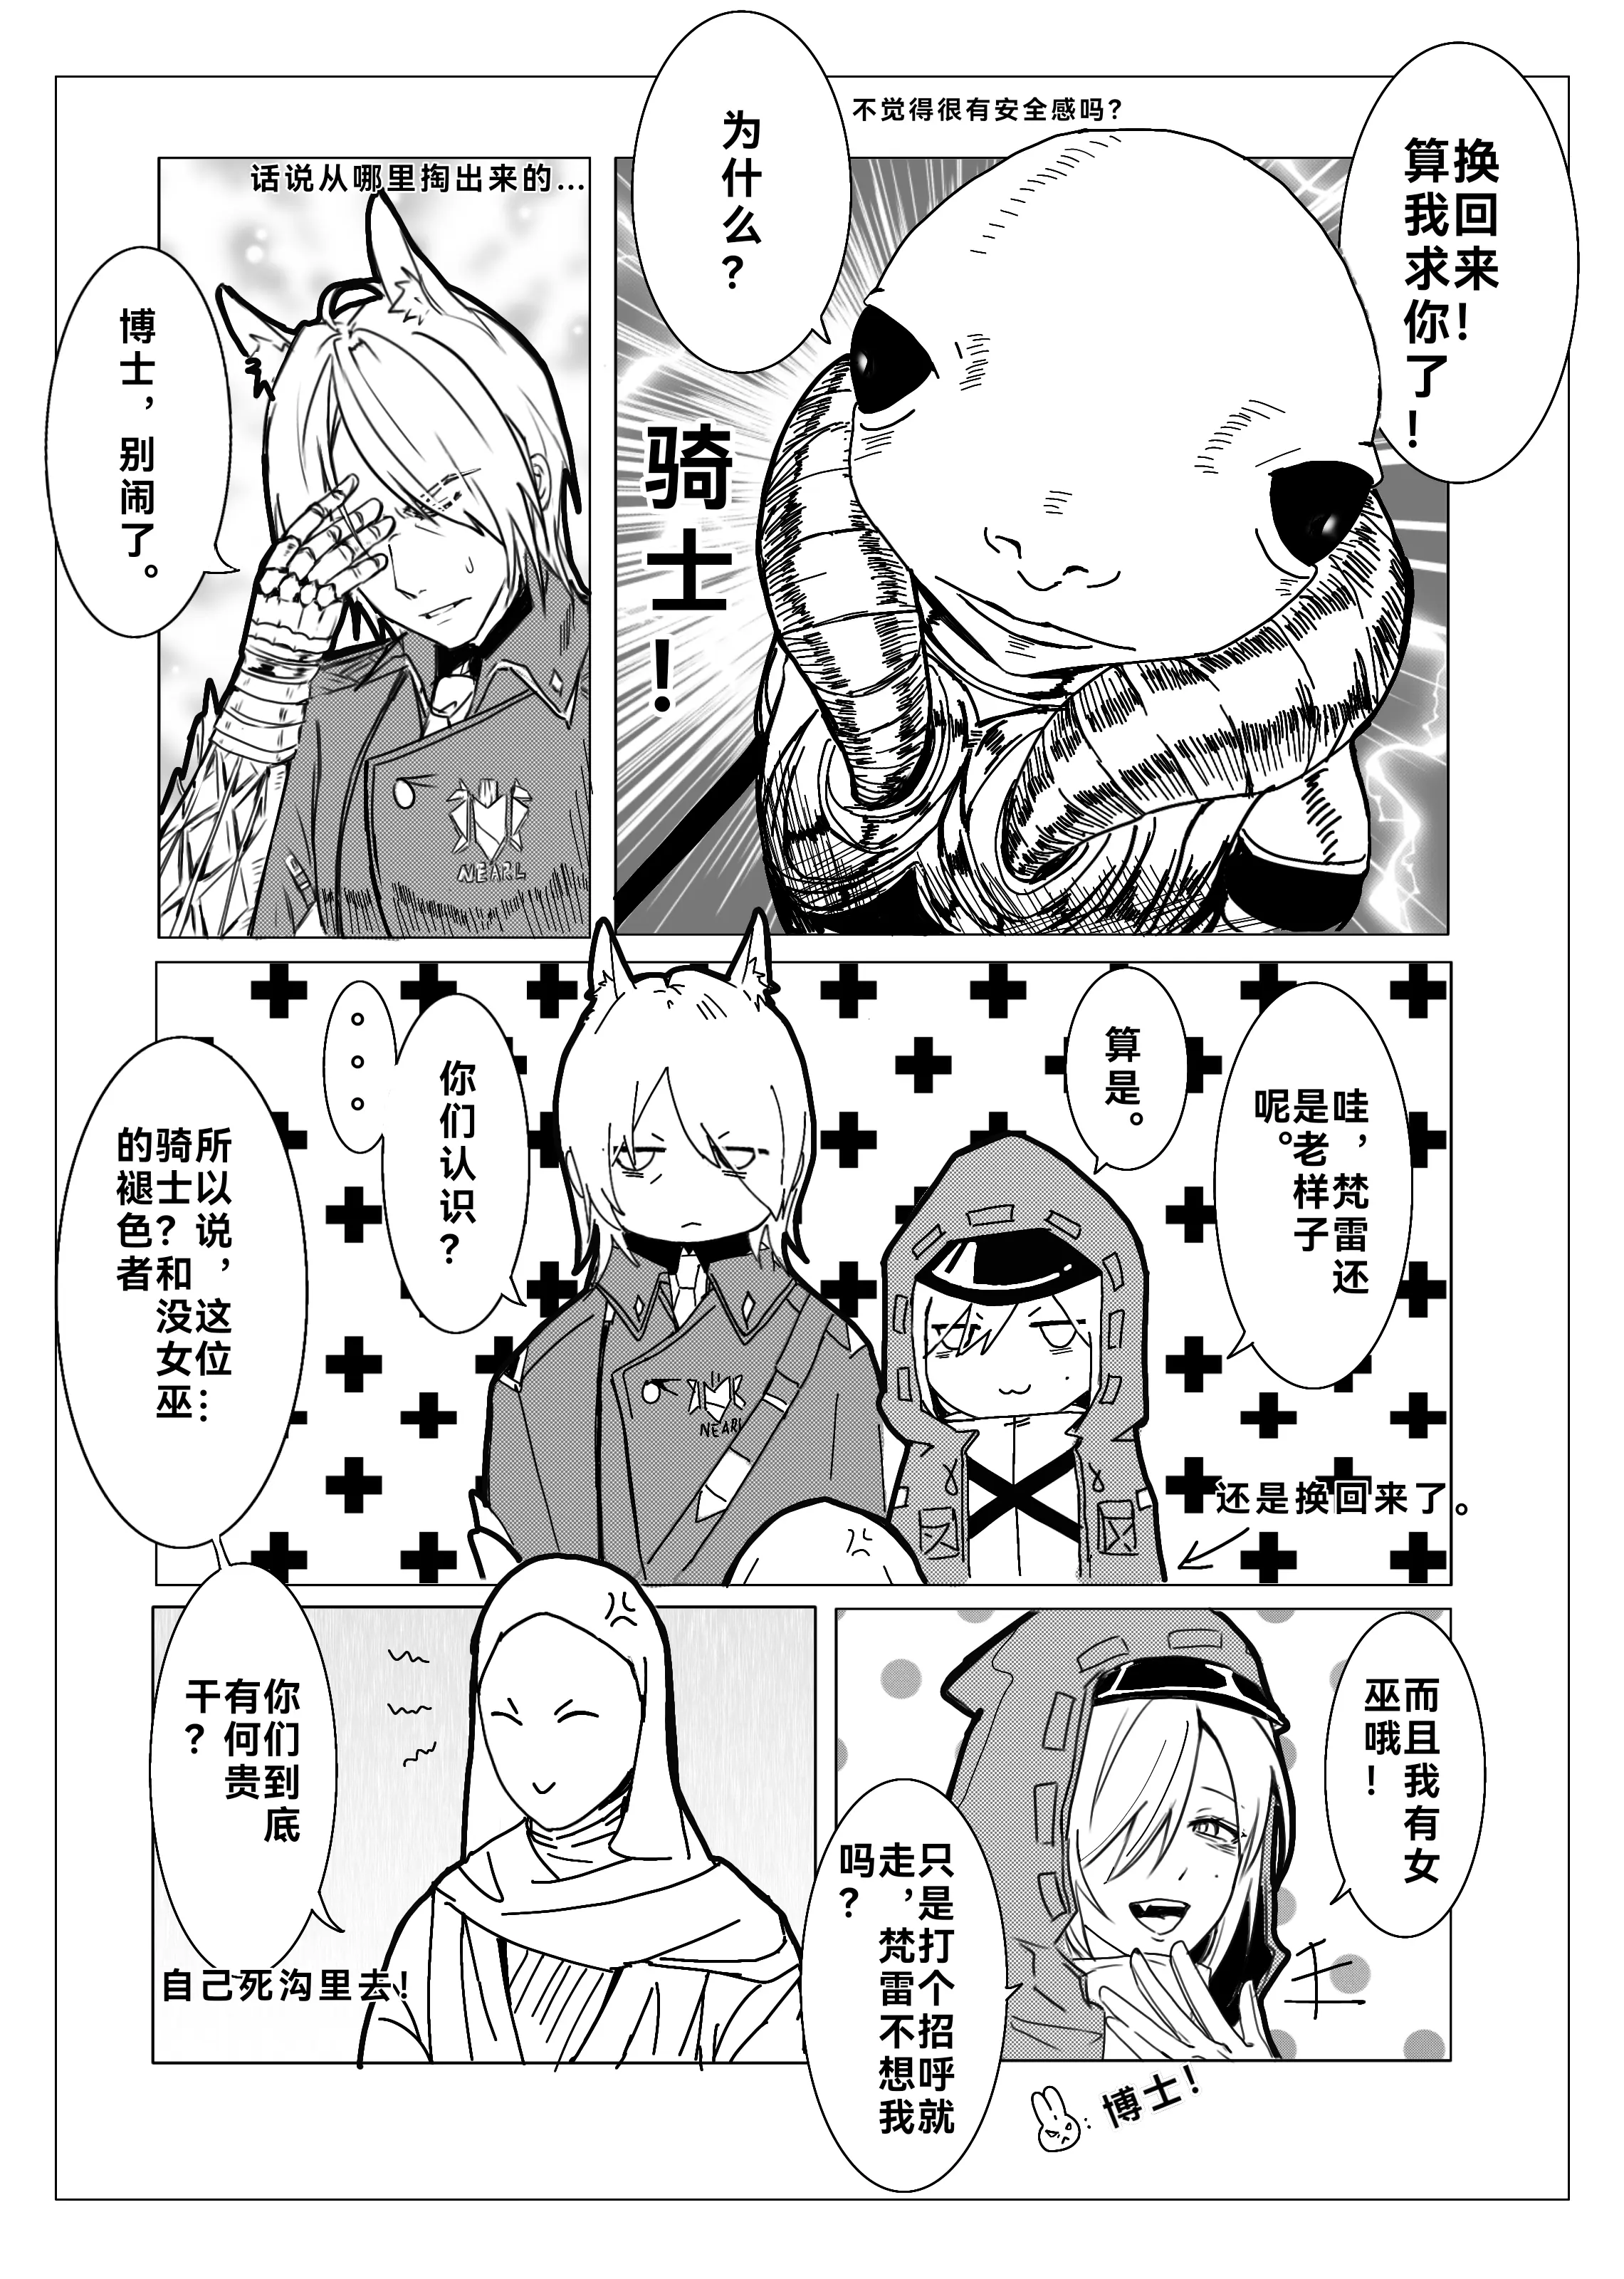 换回来！
算我求你了！
不觉得很有安全感吗？
为什么？
骑士！
话说从哪里掏出来的…
博士，别闹了。
NEARL
哇，梵雷还
是老样子
呢。
算是。
你们认识？
。。。
所以说，这位…
骑士？和没女巫
的褪色者
NEARL
还是换回来了。
而且我有女
巫哦！
只是打个招呼就
走，梵雷不想我
吗？
：博士！
你们到底
有何贵
干？
自己死沟里去！